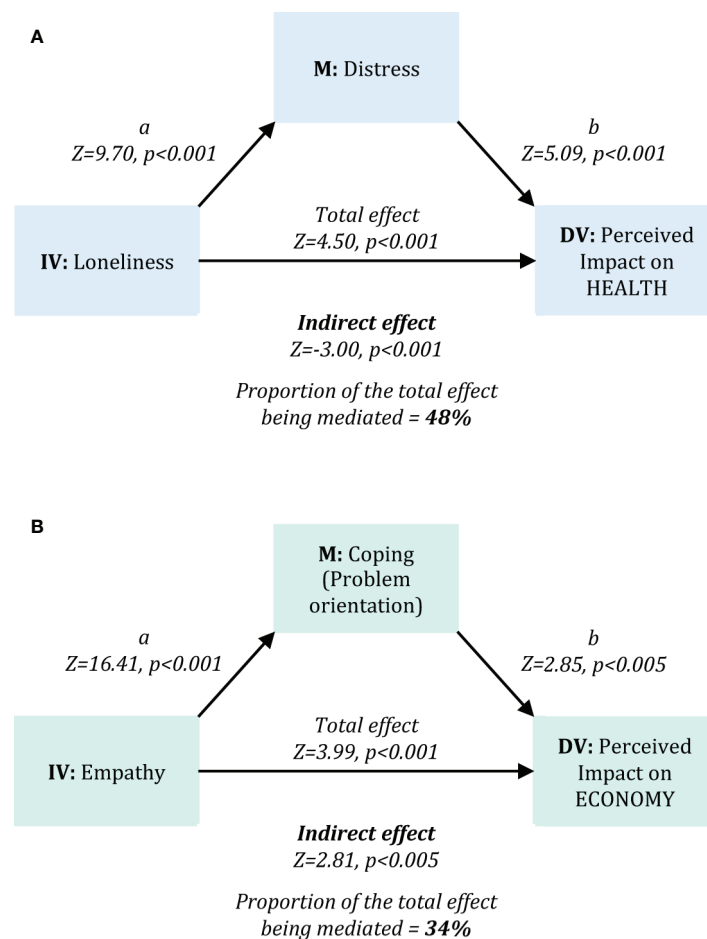 A
M: Distress
a
Z=9.70, p<0.001
b
Z=5.09, p<0.001
IV: Loneliness
Total effect
Z=4.50, p<0.001
DV: Perceived
Impact on
HEALTH
Indirect effect
Z=-3.00, p<0.001
Proportion of the total effect
being mediated = 48%
B
M: Coping
(Problem
orientation)
a
Z=16.41, p<0.001
b
Z=2.85, p<0.005
IV: Empathy
Total effect
Z=3.99, p<0.001
DV: Perceived
Impact on
ECONOMY
Indirect effect
Z=2.81, p<0.005
Proportion of the total effect
being mediated = 34%